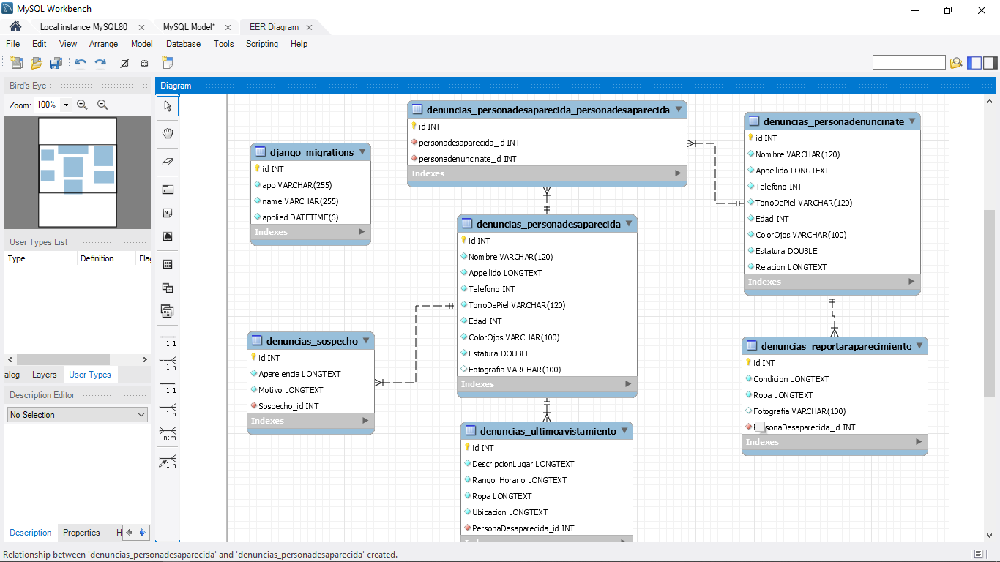 MySQL Workbench
Local instance MySQL80
MySQL Model*
EER Diagram
File Edit View Arrange Model Database Tools Scripting Help
Bird's Eye
Zoom: 100%
User Types List
Type Definition Flag
alog Layers User Types
Description Editor
No Selection
Description Properties H
1:1
1:n
1:1
1:n
n:m
1:n
Diagram
django_migrations
id INT
app VARCHAR(255)
name VARCHAR(255)
applied DATETIME(6)
Indexes
denuncias_personadesaparecida_personadesaparecida
id INT
personadesaparecida_id INT
personadenuncinate_id INT
Indexes
denuncias_personadenuncinate
id INT
Nombre VARCHAR(120)
Appellido LONGTEXT
Telefono INT
TonoDePiel VARCHAR(120)
Edad INT
ColorOjos VARCHAR(100)
Estatura DOUBLE
Relacion LONGTEXT
Indexes
denuncias_personadesaparecida
id INT
Nombre VARCHAR(120)
Appellido LONGTEXT
Telefono INT
TonoDePiel VARCHAR(120)
Edad INT
ColorOjos VARCHAR(100)
Estatura DOUBLE
Fotografia VARCHAR(100)
Indexes
denuncias_sospecho
id INT
Apareiencia LONGTEXT
Motivo LONGTEXT
Sospecho_id INT
Indexes
denuncias_reportaraparecimiento
id INT
Condicion LONGTEXT
Ropa LONGTEXT
Fotografia VARCHAR(100)
sonaDesaparecida_id INT
Indexes
denuncias_ultimoavistamiento
id INT
DescripcionLugar LONGTEXT
Rango_Horario LONGTEXT
Ropa LONGTEXT
Ubicacion LONGTEXT
PersonaDesaparecida_id INT
Relationship between 'denuncias_personadesaparecida' and 'denuncias_personadesaparecida' created.